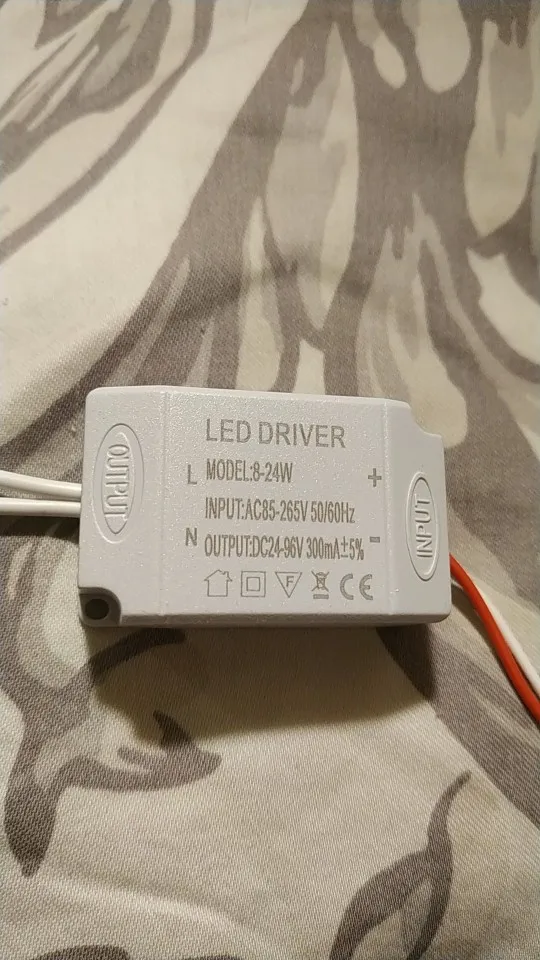 LED DRIVER
L MODEL:8-24W +
INPUT:AC85-265V 50/60Hz
N OUTPUT:DC24-96V 300mA±5% -
F CE
OUTPUT
INPUT